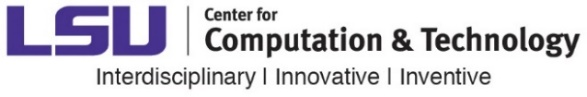 LSU
Center for
Computation & Technology
Interdisciplinary | Innovative | Inventive